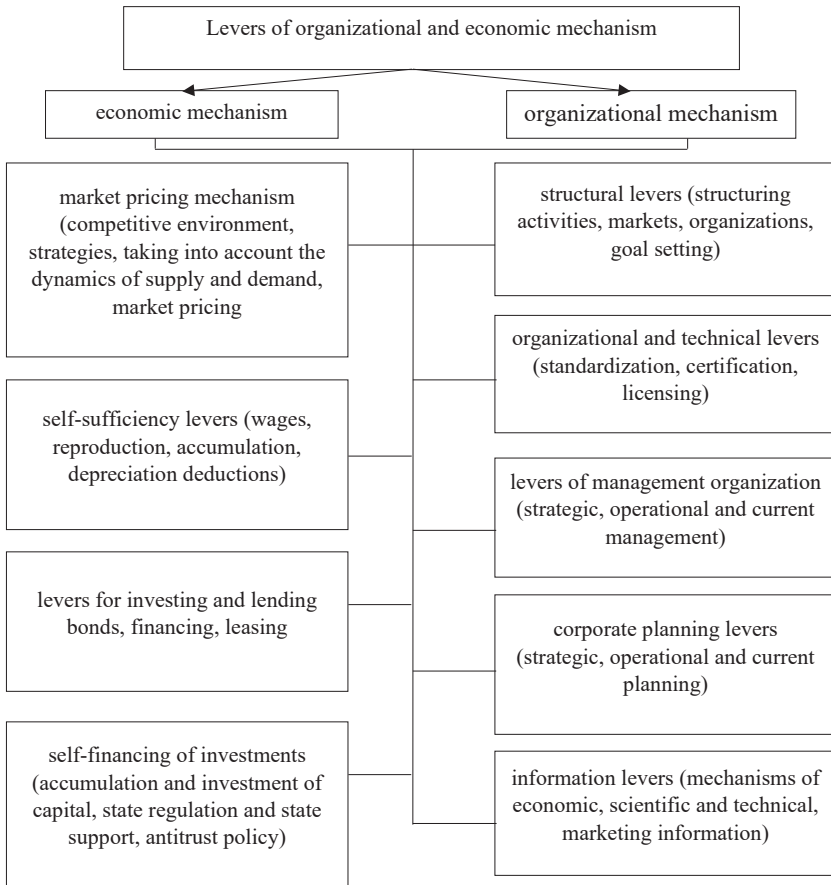 Levers of organizational and economic mechanism
economic mechanism
organizational mechanism
market pricing mechanism
(competitive environment,
strategies, taking into account the
dynamics of supply and demand,
market pricing
structural levers (structuring
activities, markets, organizations,
goal setting)
organizational and technical levers
(standardization, certification,
licensing)
self-sufficiency levers (wages,
reproduction, accumulation,
depreciation deductions)
levers of management organization
(strategic, operational and current
management)
levers for investing and lending
bonds, financing, leasing
corporate planning levers
(strategic, operational and current
planning)
self-financing of investments
(accumulation and investment of
capital, state regulation and state
support, antitrust policy)
information levers (mechanisms of
economic, scientific and technical,
marketing information)